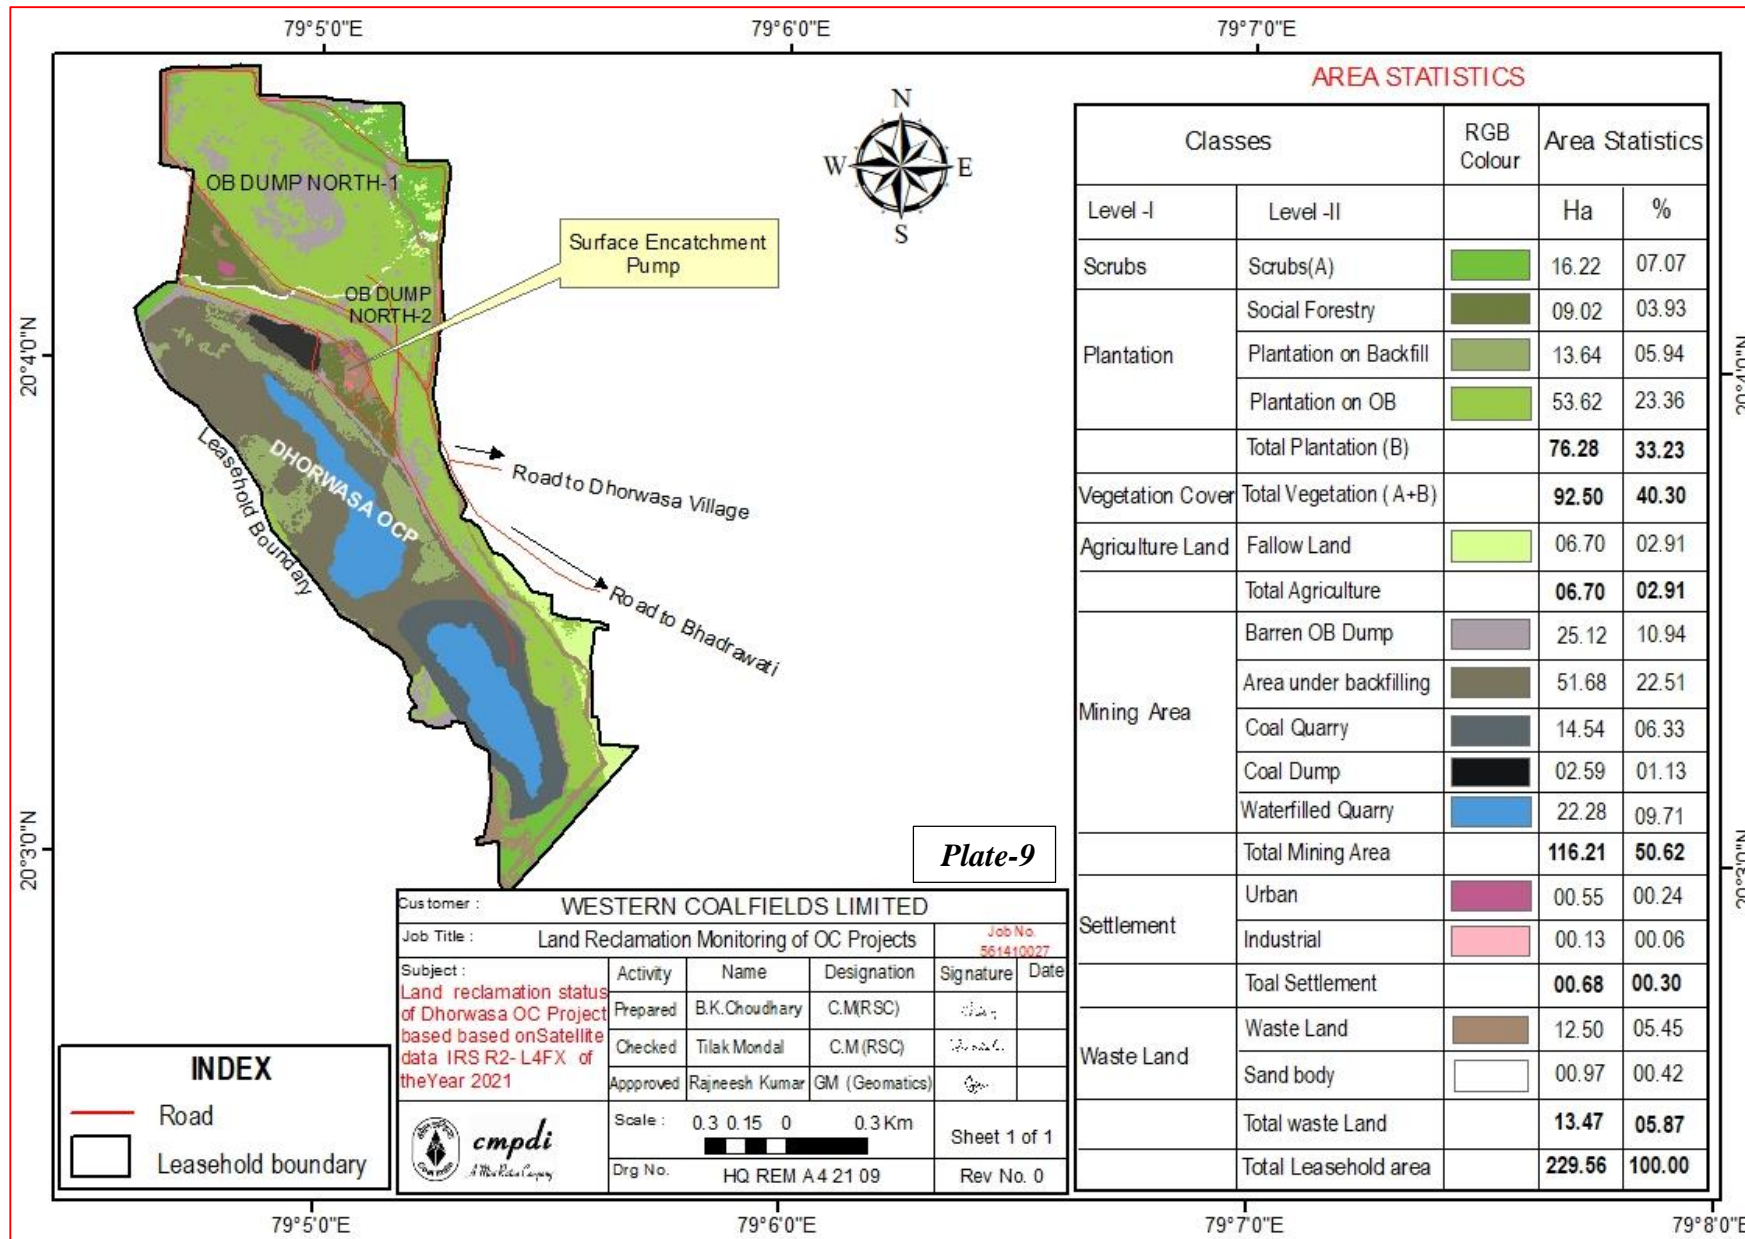 79°5'0"E 79°6'0"E 79°7'0"E
20°4'0"N
20°3'0"N
OB DUMP NORTH-1
Surface Encatchment
Pump
OB DUMP
NORTH-2
DHORWASA OCP
Leasehold Boundary
Road to Dhorwasa Village
Road to Bhadrawati
N
W E
S
Plate-9
AREA STATISTICS
Classes RGB Colour Area Statistics
Level -I Level -II Ha %
Scrubs Scrubs(A) 16.22 07.07
Plantation Social Forestry 09.02 03.93
Plantation on Backfill 13.64 05.94
Plantation on OB 53.62 23.36
Total Plantation (B) 76.28 33.23
Vegetation Cover Total Vegetation ( A+B) 92.50 40.30
Agriculture Land Fallow Land 06.70 02.91
Total Agriculture 06.70 02.91
Mining Area Barren OB Dump 25.12 10.94
Area under backfilling 51.68 22.51
Coal Quarry 14.54 06.33
Coal Dump 02.59 01.13
Waterfilled Quarry 22.28 09.71
Total Mining Area 116.21 50.62
Settlement Urban 00.55 00.24
Industrial 00.13 00.06
Toal Settlement 00.68 00.30
Waste Land Waste Land 12.50 05.45
Sand body 00.97 00.42
Total waste Land 13.47 05.87
Total Leasehold area 229.56 100.00
20°4'0"N
20°3'0"N
Customer : WESTERN COALFIELDS LIMITED
Job Title : Land Reclamation Monitoring of OC Projects Job No. 561410027
Subject :
Land reclamation status
of Dhorwasa OC Project
based based onSatellite
data IRS R2- L4FX of
theYear 2021
Activity Name Designation Signature Date
Prepared B.K.Choudhary C.M(RSC)
Checked Tilak Mondal C.M (RSC)
Appproved Rajneesh Kumar GM (Geomatics)
cmpdi
A Mini Ratna Company
Scale : 0.3 0.15 0 0.3 Km
Sheet 1 of 1
Drg No. HQ REM A4 21 09 Rev No. 0
INDEX
Road
Leasehold boundary
79°5'0"E 79°6'0"E 79°7'0"E 79°8'0"E